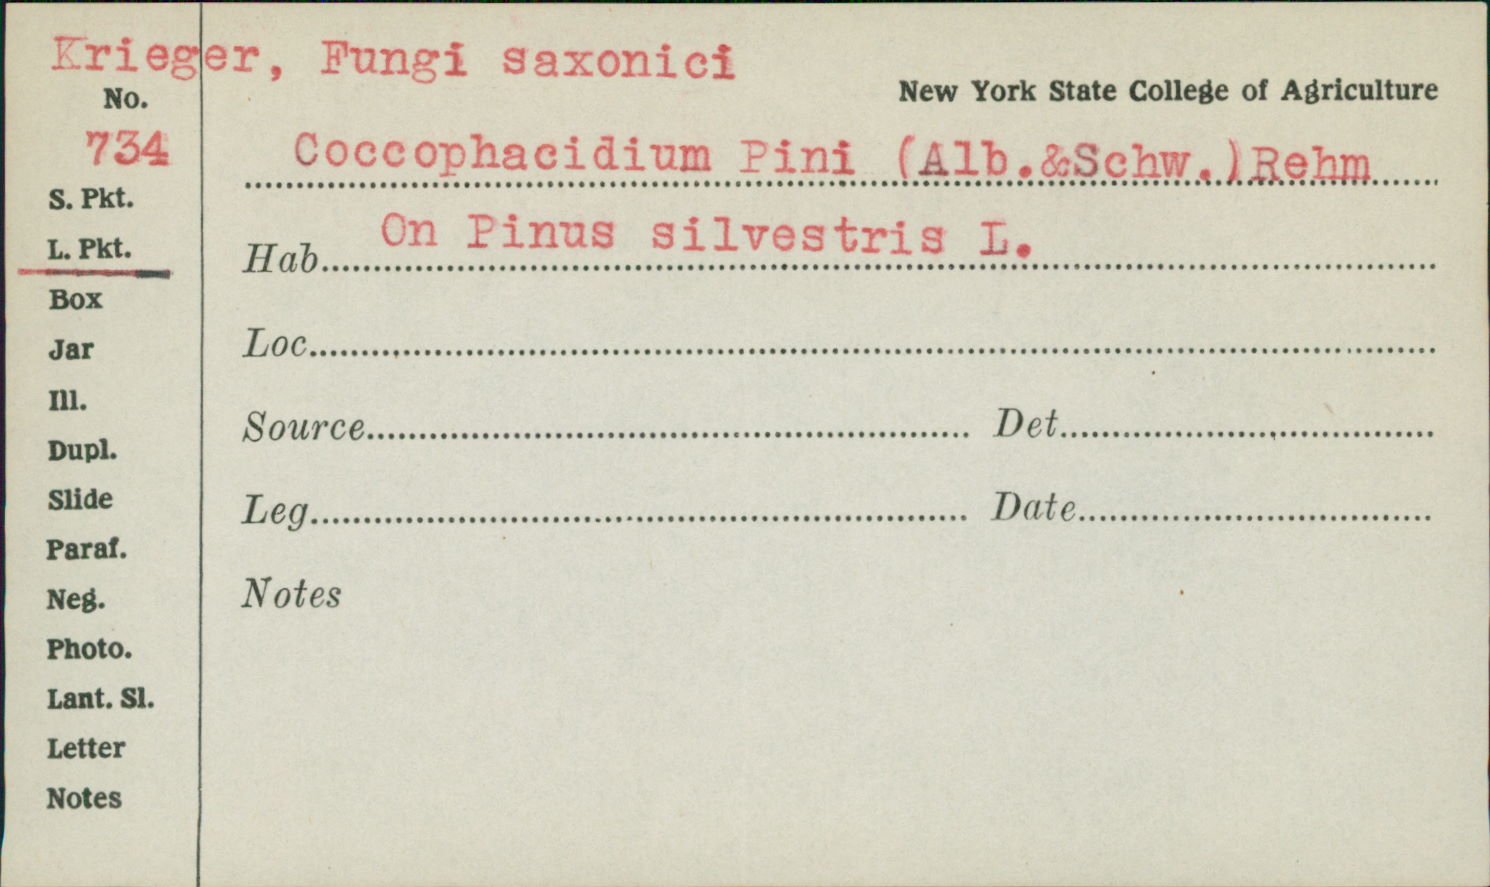 Krieger, Fungi saxonici
New York State College of Agriculture
No.
734
Coccophacidium Pini (Alb.&Schw.)Rehm
S. Pkt.
L. Pkt.
Hab. On Pinus silvestris L.
Box
Jar
Loc.
Ill.
Source Det.
Dupl.
Slide
Leg. Date
Paraf.
Neg.
Notes
Photo.
Lant. Sl.
Letter
Notes